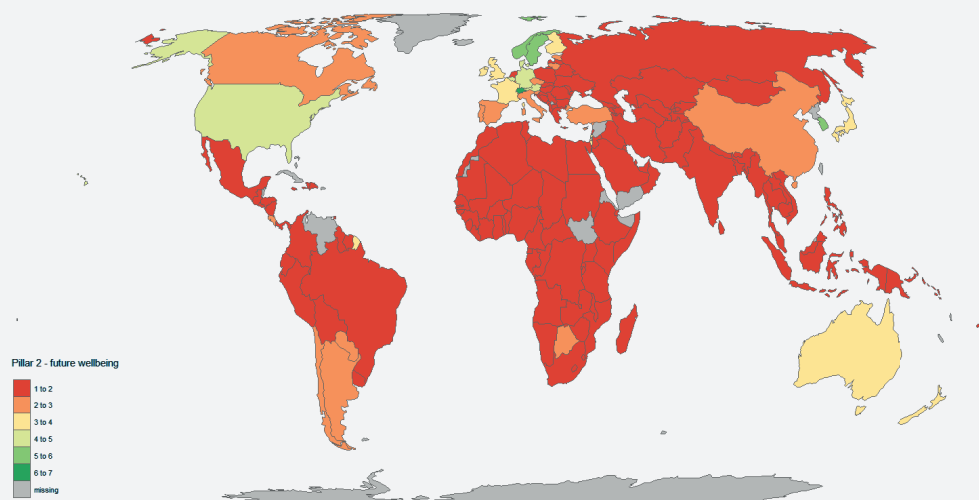 Pillar 2 - future wellbeing
1 to 2
2 to 3
3 to 4
4 to 5
5 to 6
6 to 7
missing